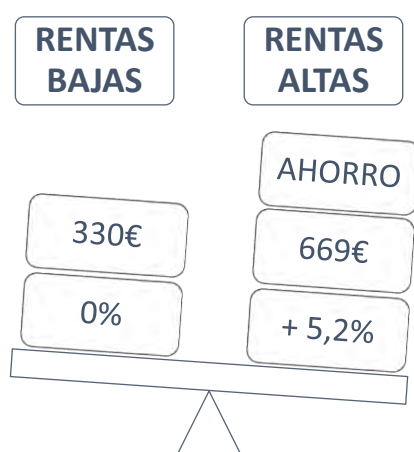 RENTAS
BAJAS
RENTAS
ALTAS
AHORRO
330€
669€
0%
+ 5,2%